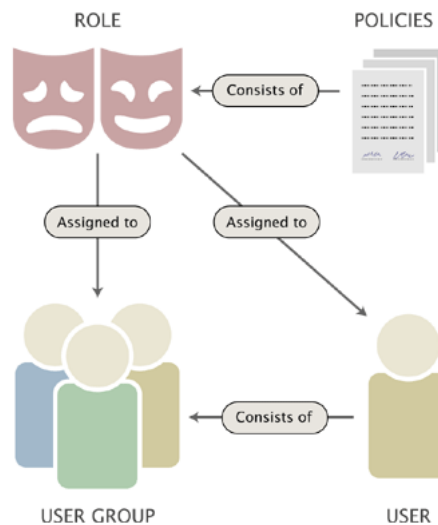 ROLE
POLICIES
Consists of
Assigned to
Assigned to
Consists of
USER GROUP
USER